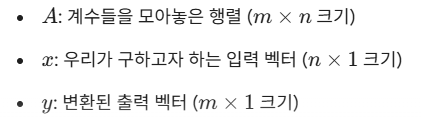 • A: 계수들을 모아놓은 행렬 (m × n 크기)
• x: 우리가 구하고자 하는 입력 벡터 (n × 1 크기)
• y: 변환된 출력 벡터 (m × 1 크기)